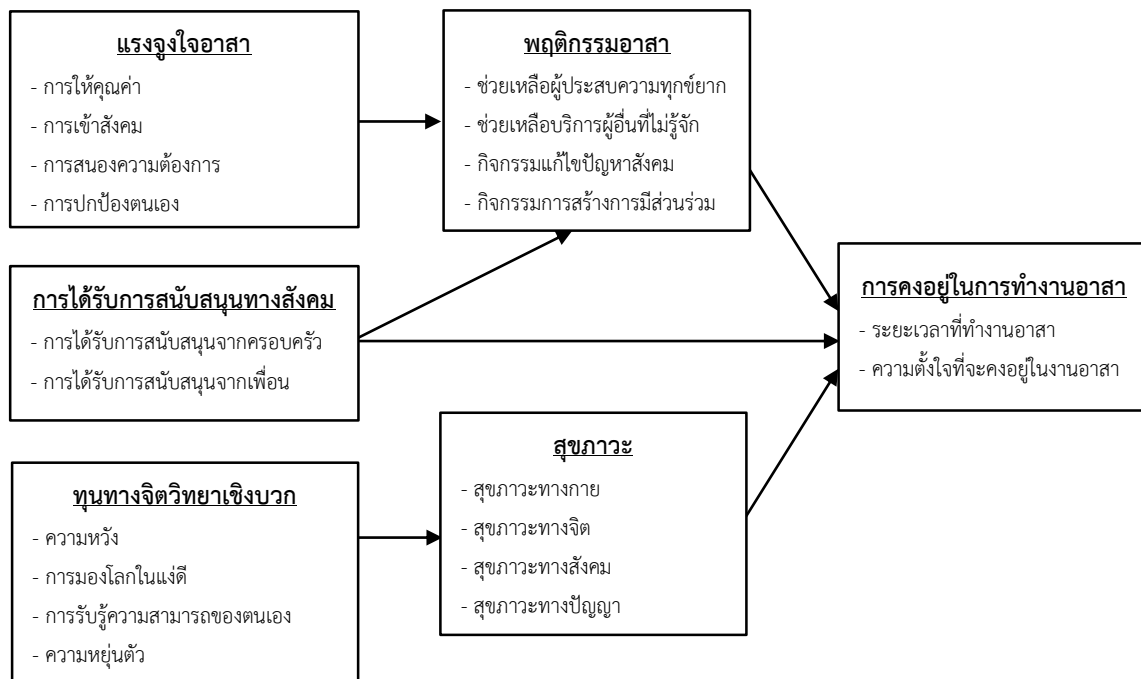 แรงจูงใจอาสา
- การให้คุณค่า
- การเข้าสังคม
- การสนองความต้องการ
- การปกป้องตนเอง
พฤติกรรมอาสา
- ช่วยเหลือผู้ประสบความทุกข์ยาก
- ช่วยเหลือบริการผู้อื่นที่ไม่รู้จัก
- กิจกรรมแก้ไขปัญหาสังคม
- กิจกรรมการสร้างการมีส่วนร่วม
การได้รับการสนับสนุนทางสังคม
- การได้รับการสนับสนุนจากครอบครัว
- การได้รับการสนับสนุนจากเพื่อน
การคงอยู่ในการทำงานอาสา
- ระยะเวลาที่ทำงานอาสา
- ความตั้งใจที่จะคงอยู่ในงานอาสา
ทุนทางจิตวิทยาเชิงบวก
- ความหวัง
- การมองโลกในแง่ดี
- การรับรู้ความสามารถของตนเอง
- ความหยุ่นตัว
สุขภาวะ
- สุขภาวะทางกาย
- สุขภาวะทางจิต
- สุขภาวะทางสังคม
- สุขภาวะทางปัญญา